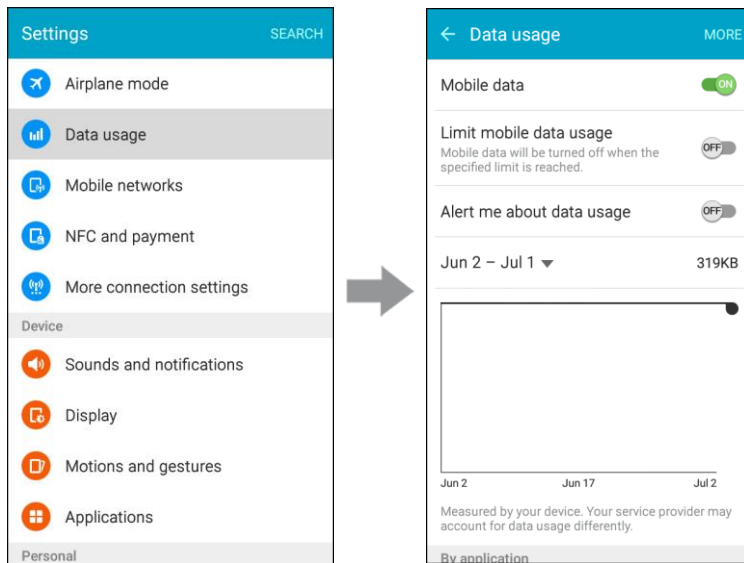 Settings
SEARCH
Airplane mode
Data usage
Mobile networks
NFC and payment
More connection settings
Device
Sounds and notifications
Display
Motions and gestures
Applications
Personal
Data usage
MORE
Mobile data
ON
Limit mobile data usage
Mobile data will be turned off when the
specified limit is reached.
OFF
Alert me about data usage
OFF
Jun 2 – Jul 1
319KB
Jun 2
Jun 17
Jul 2
Measured by your device. Your service provider may
account for data usage differently.
By application